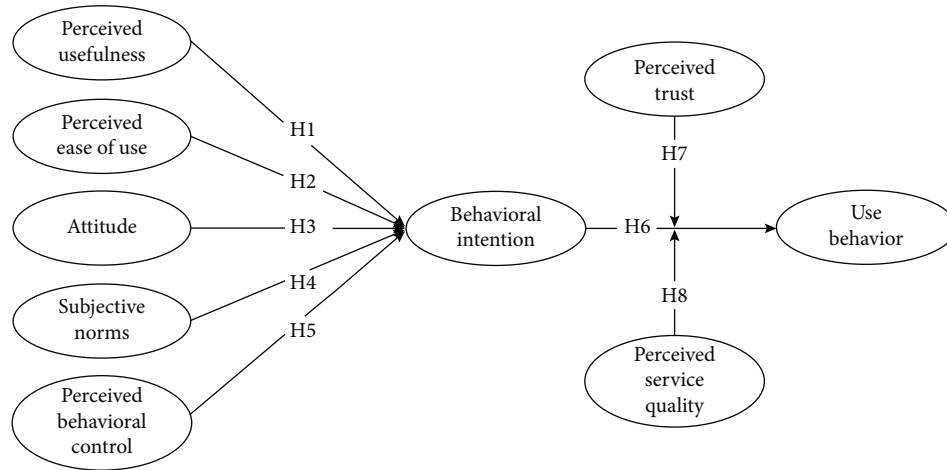 Perceived
usefulness
Perceived
ease of use
Attitude
Subjective
norms
Perceived
behavioral
control
H1
H2
H3
H4
H5
Behavioral
intention
H6
Perceived
trust
H7
H8
Perceived
service
quality
Use
behavior